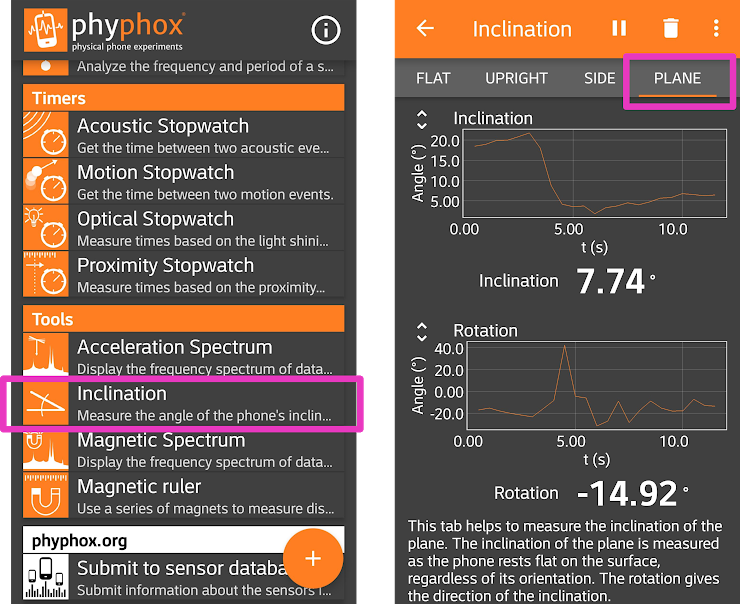 phyphox
physical phone experiments
Analyze the frequency and period of a s...
Timers
Acoustic Stopwatch
Get the time between two acoustic eve...
Motion Stopwatch
Get the time between two motion events.
Optical Stopwatch
Measure times based on the light shini...
Proximity Stopwatch
Measure times based on the proximity...
Tools
Acceleration Spectrum
Display the frequency spectrum of data...
Inclination
Measure the angle of the phone's inclin...
Magnetic Spectrum
Display the frequency spectrum of data...
Magnetic ruler
Use a series of magnets to measure dis...
phyphox.org
Submit to sensor databa
Submit information about the sensors i...
Inclination
FLAT UPRIGHT SIDE PLANE
Inclination
Angle (°)
20.0
15.0
10.0
5.00
0.00 5.00 10.0
t (s)
Inclination 7.74 °
Rotation
Angle (°)
40.0
20.0
0.00
-20.0
0.00 5.00 10.0
t (s)
Rotation -14.92 °
This tab helps to measure the inclination of the
plane. The inclination of the plane is measured
as the phone rests flat on the surface,
regardless of its orientation. The rotation gives
the direction of the inclination.